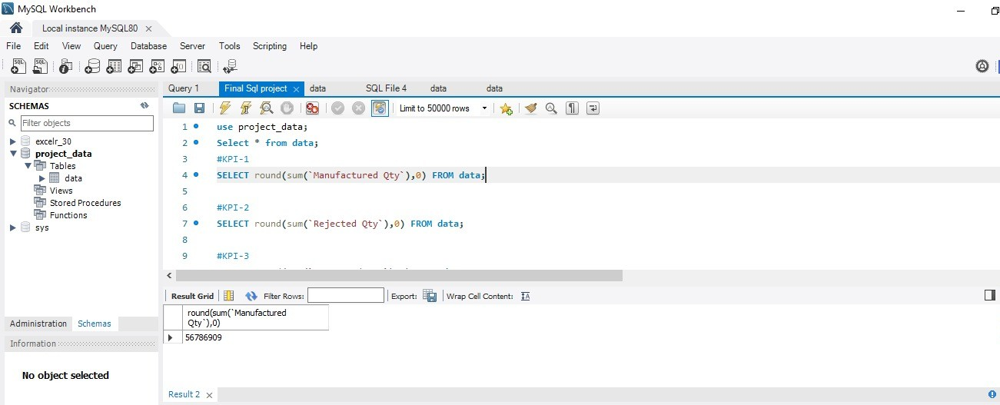 MySQL Workbench
Local instance MySQL80
File Edit View Query Database Server Tools Scripting Help
SQL SQL
Navigator
SCHEMAS
Filter objects
excelr_30
project_data
Tables
data
Views
Stored Procedures
Functions
sys
Administration Schemas
Information
No object selected
Query 1 Final Sql project data SQL File 4 data data
Limit to 50000 rows
1 use project_data;
2 Select * from data;
3 #KPI-1
4 SELECT round(sum(`Manufactured Qty`),0) FROM data;
5
6 #KPI-2
7 SELECT round(sum(`Rejected Qty`),0) FROM data;
8
9 #KPI-3
Result Grid Filter Rows: Export: Wrap Cell Content:
round(sum(`Manufactured
Qty`),0)
56786909
Result 2